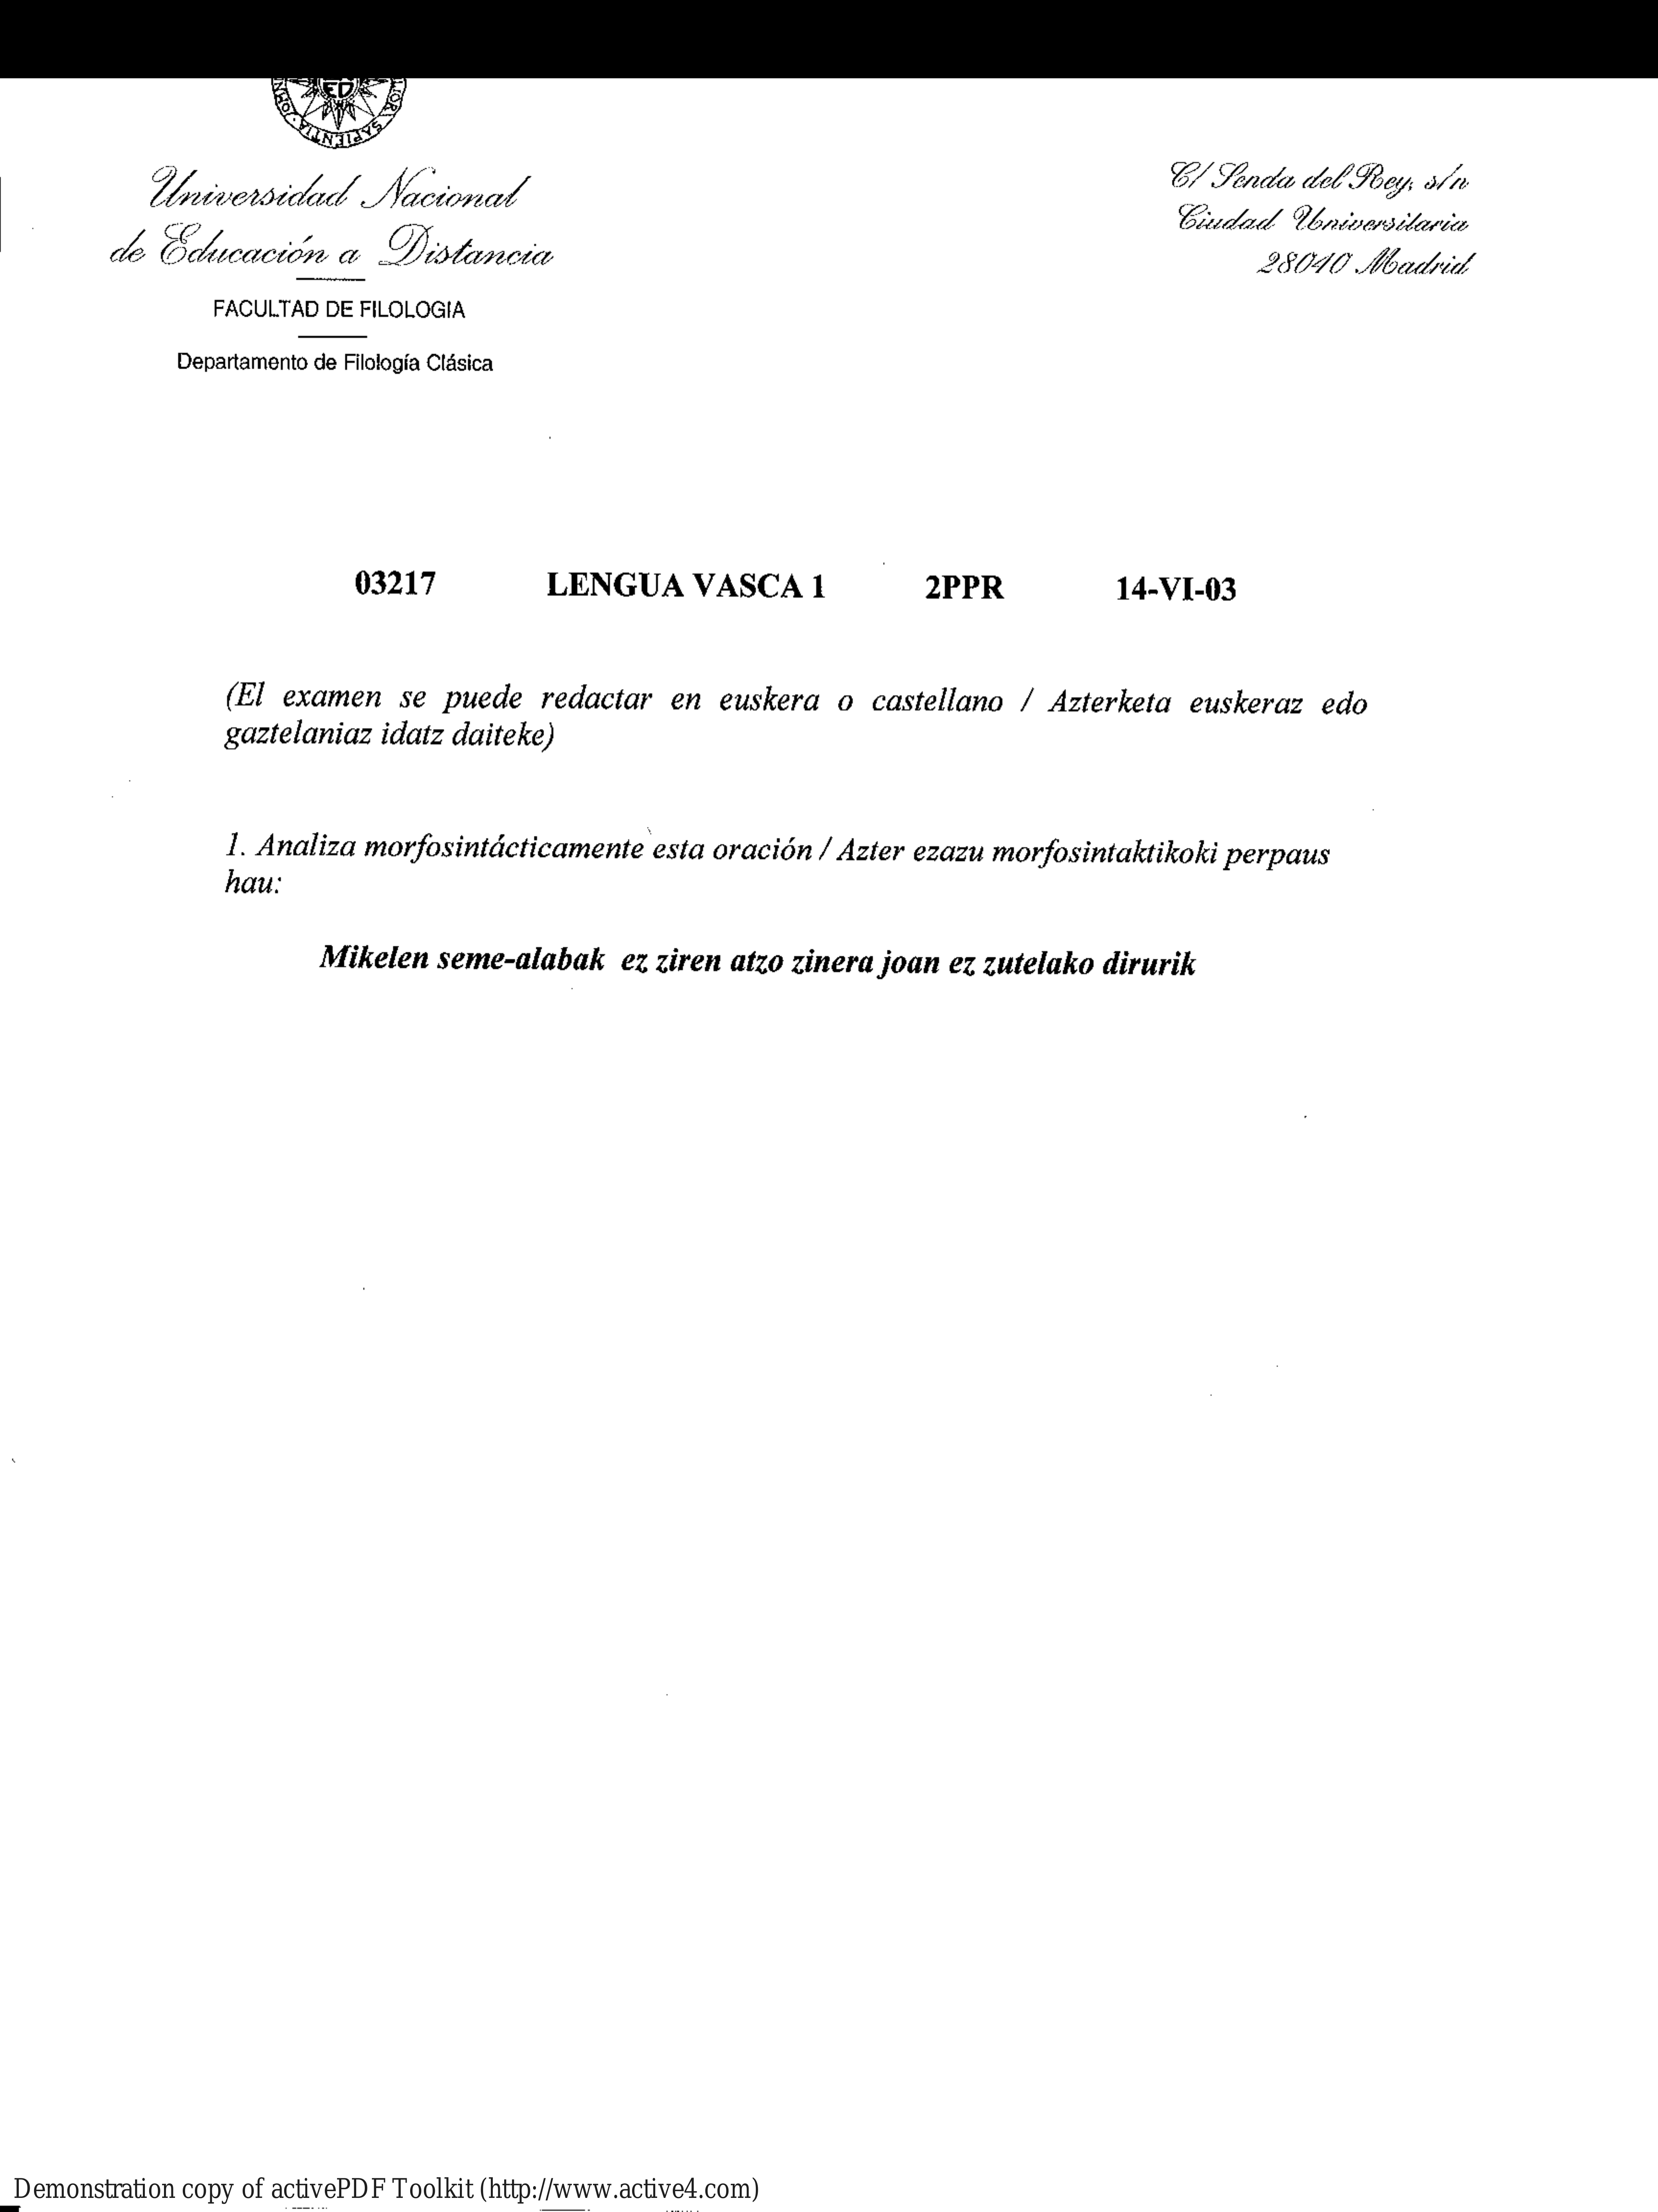 ED
JOR SAPIENTIA
Universidad Nacional
de Educación a Distancia
FACULTAD DE FILOLOGIA
Departamento de Filología Clásica
C/ Senda del Rey, s/n
Ciudad Universitaria
28040 Madrid
03217 LENGUA VASCA 1 2PPR 14-VI-03
(El examen se puede redactar en euskera o castellano / Azterketa euskeraz edo
gaztelaniaz idatz daiteke)
1. Analiza morfosintácticamente esta oración / Azter ezazu morfosintaktikoki perpaus
hau:
Mikelen seme-alabak ez ziren atzo zinera joan ez zutelako dirurik
Demonstration copy of activePDF Toolkit (http://www.active4.com)